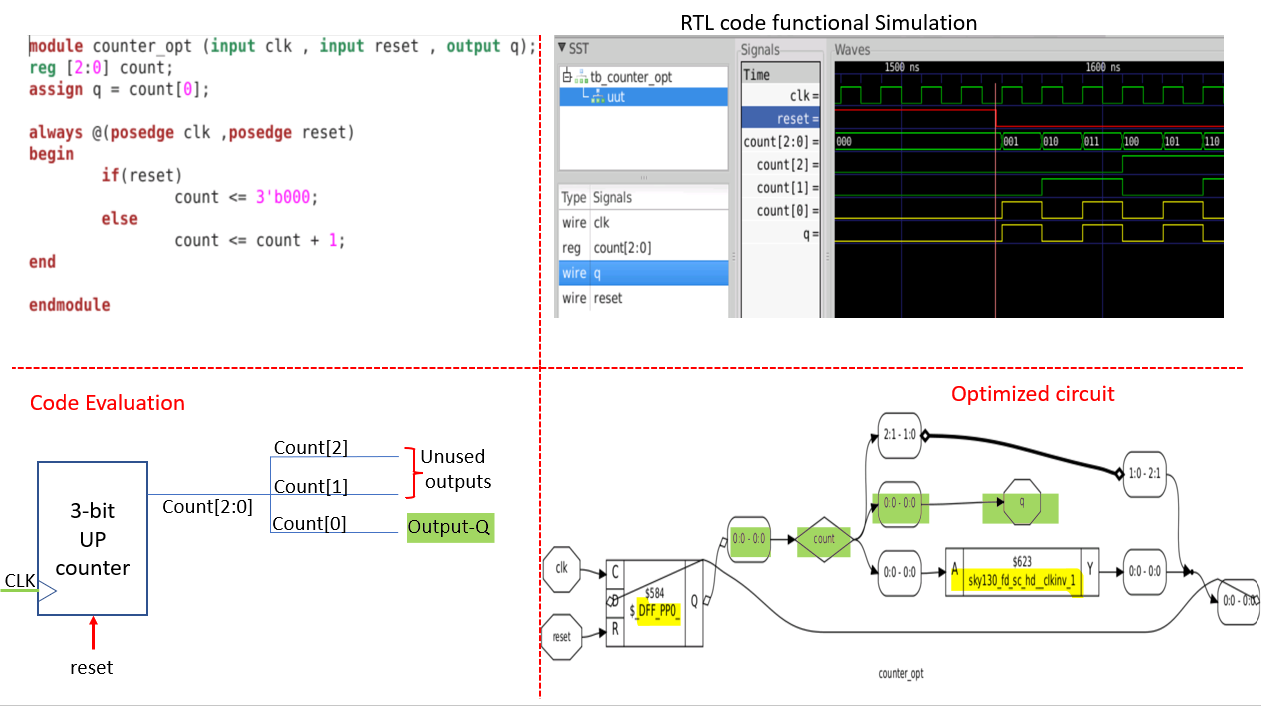 RTL code functional Simulation
module counter_opt (input clk , input reset , output q);
reg [2:0] count;
assign q = count[0];
always @(posedge clk ,posedge reset)
begin
if(reset)
count <= 3'b000;
else
count <= count + 1;
end
endmodule
SST
tb_counter_opt
uut
Type Signals
wire clk
reg count[2:0]
wire q
wire reset
Signals
Time
clk=
reset =
count[2:0] =
count[2] =
count[1] =
count[0] =
q =
Waves
1500 ns 1600 ns
000 001 010 011 100 101 110
Code Evaluation
3-bit
UP
counter
CLK
reset
Count[2:0]
Count[2]
Count[1]
Count[0]
Unused
outputs
Output-Q
Optimized circuit
2:1 - 1:0
1:0 - 2:1
0:0 - 0:0
q
0:0 - 0:0
count
0:0 - 0:0
A
$623
sky130_fd_sc_hd__clkinv_1
Y
0:0 - 0:0
0:0 - 0:0
clk
reset
C
D
R
$584
$_DFF_PP0_
Q
counter_opt